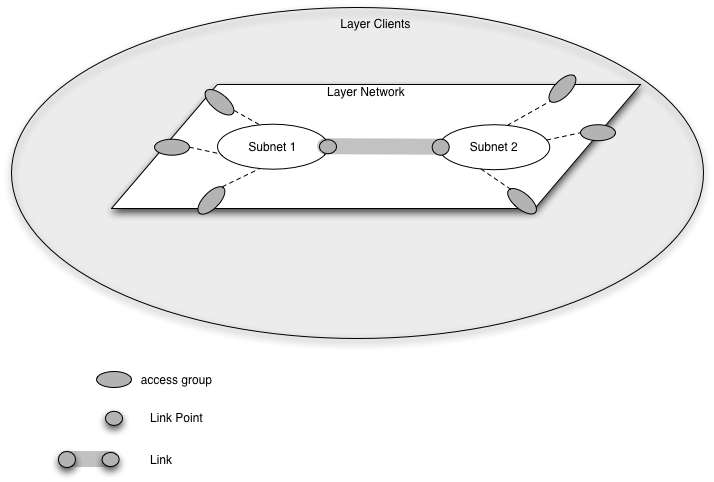 Layer Clients
Layer Network
Subnet 1
Subnet 2
access group
Link Point
Link